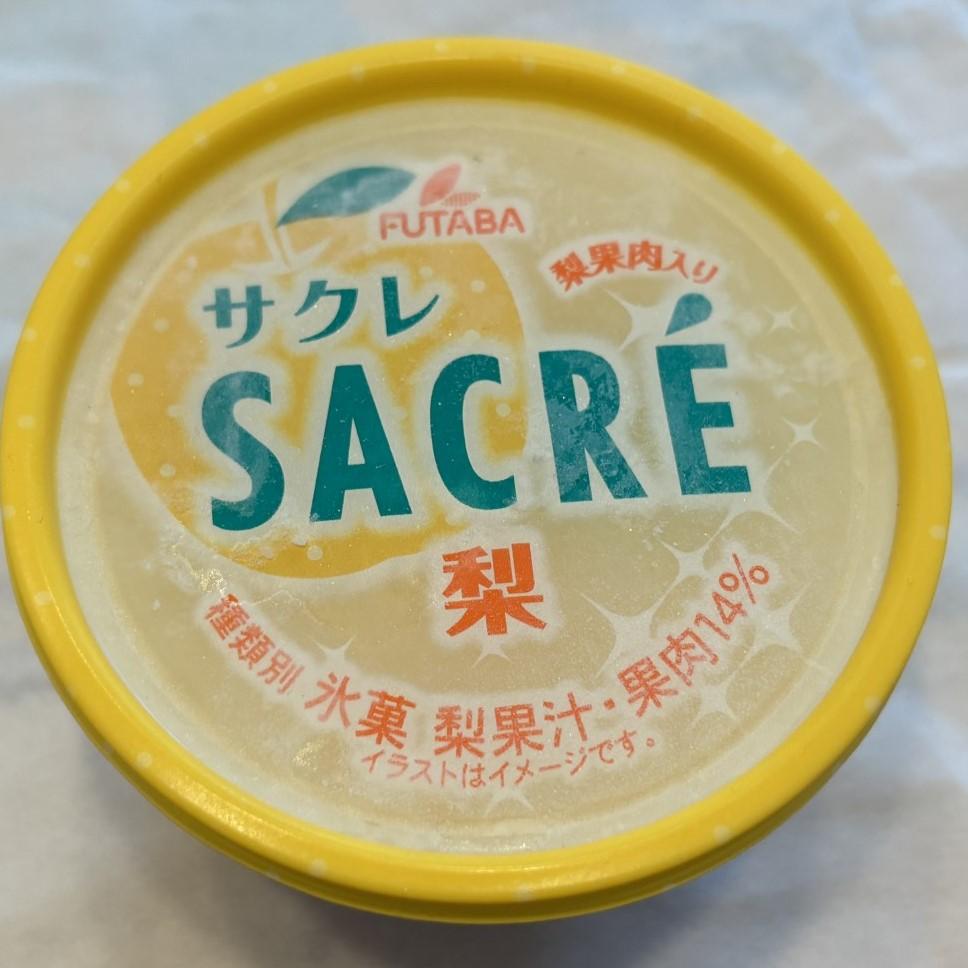 FUTABA
梨果肉入り
サクレ
SACRÉ
梨
種類別 氷菓 梨果汁・果肉14%
イラストはイメージです。